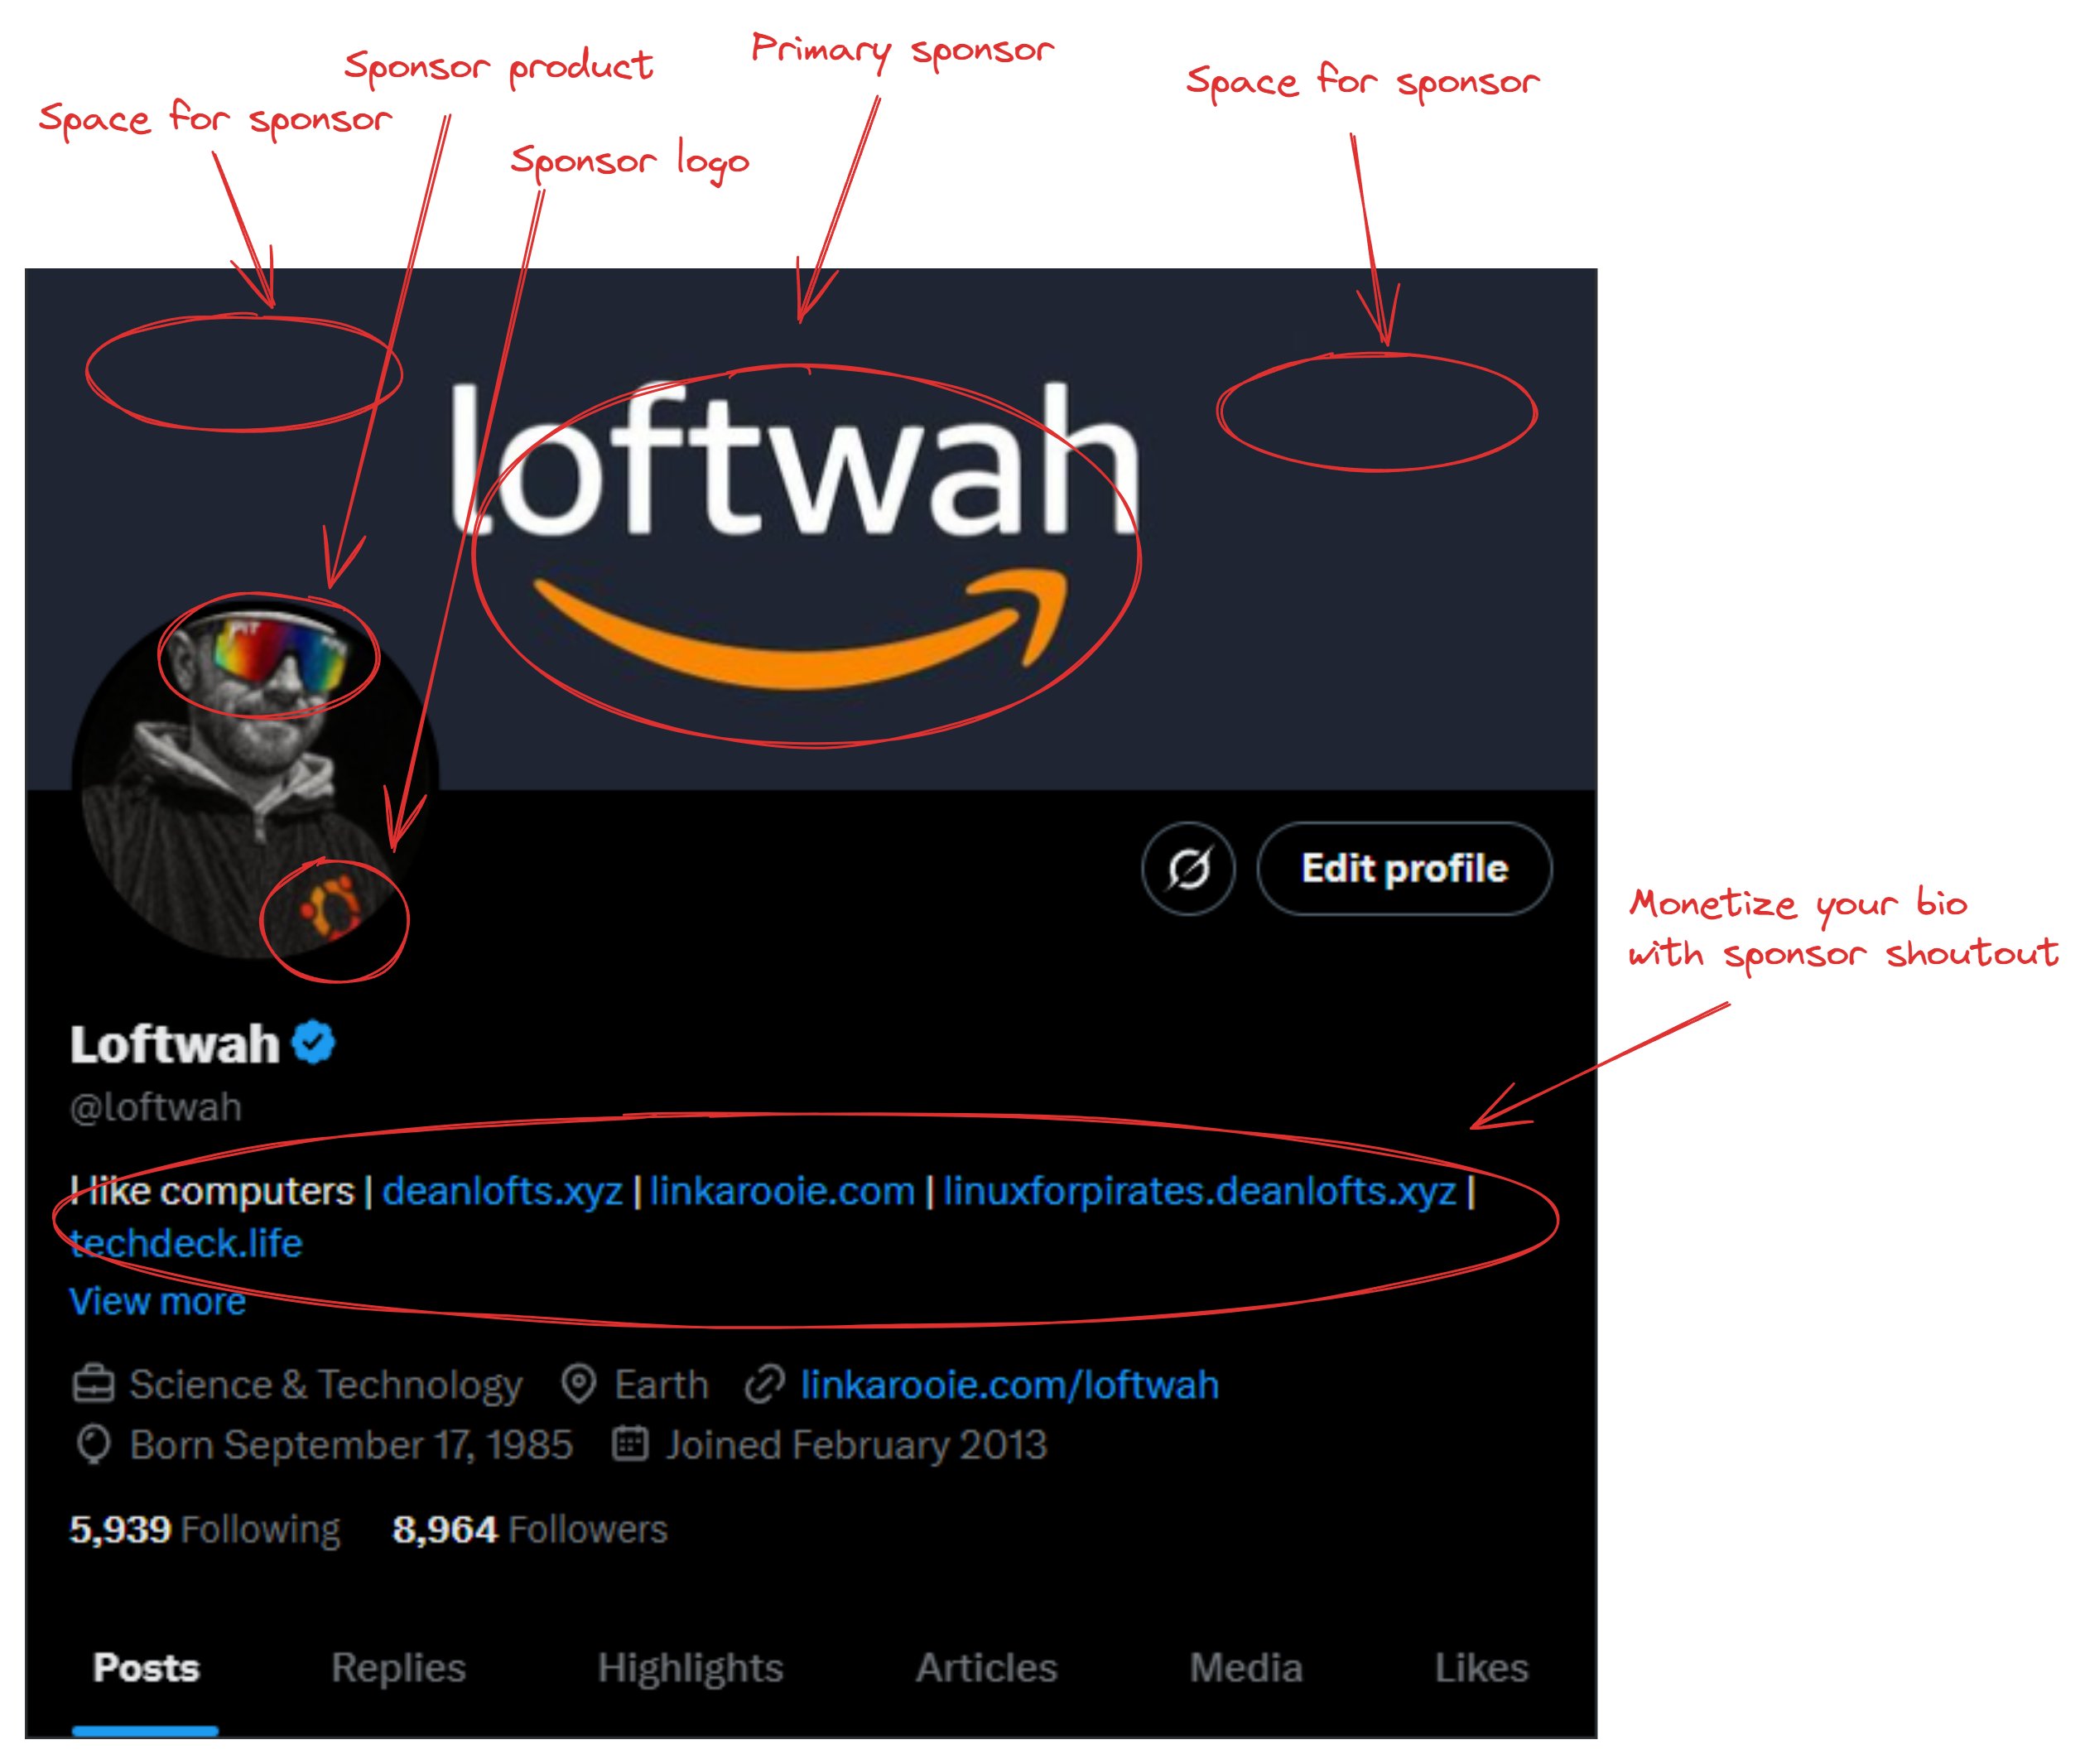 Primary sponsor
Sponsor product
Space for sponsor
Space for sponsor
Sponsor logo
loftwah
PIT
Edit profile
Monetize your bio
with sponsor shoutout
Loftwah
@loftwah
I like computers | deanlofts.xyz | linkarooie.com | linuxforpirates.deanlofts.xyz |
techdeck.life
View more
Science & Technology Earth linkarooie.com/loftwah
Born September 17, 1985 Joined February 2013
5,939 Following 8,964 Followers
Posts Replies Highlights Articles Media Likes